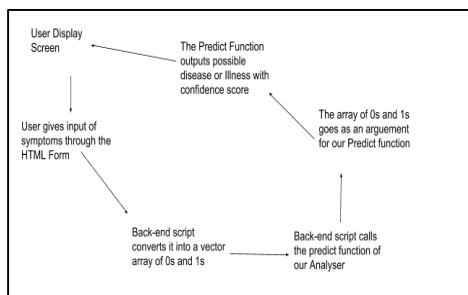 User Display
Screen
User gives input of
symptoms through the
HTML Form
Back-end script
converts it into a vector
array of 0s and 1s
Back-end script calls
the predict function of
our Analyser
The array of 0s and 1s
goes as an arguement
for our Predict function
The Predict Function
outputs possible
disease or Illness with
confidence score